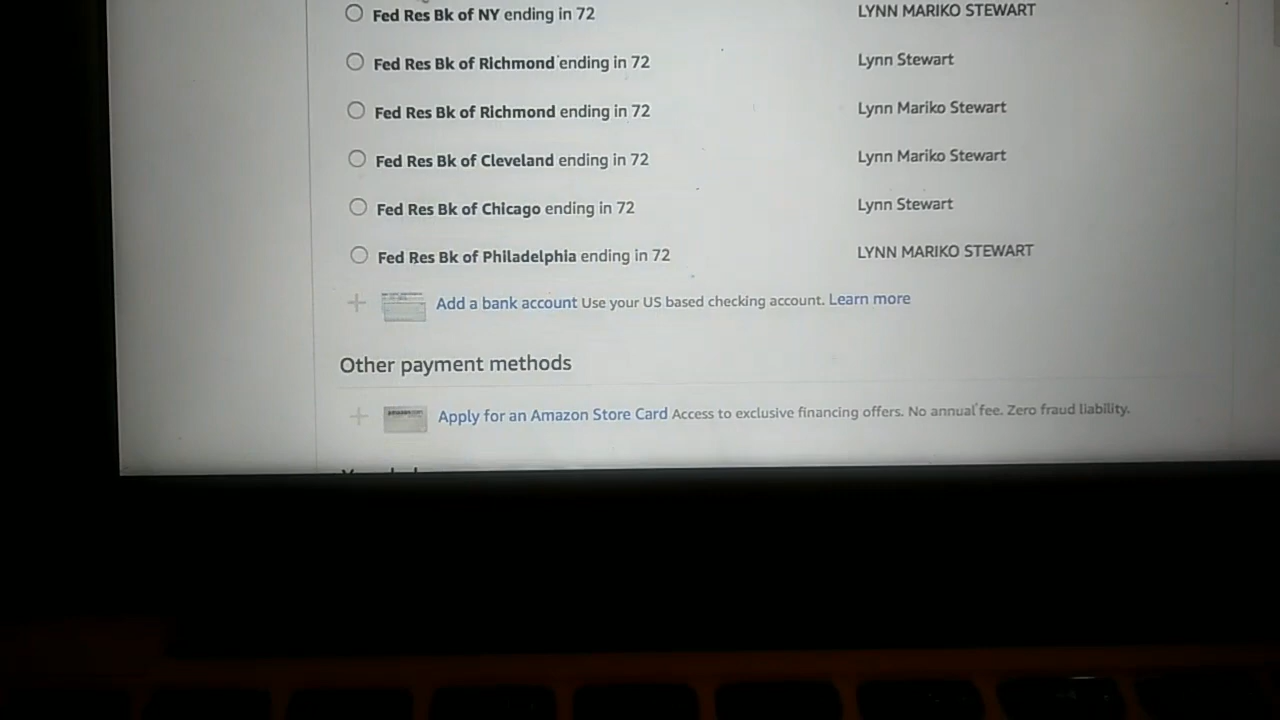 Fed Res Bk of NY ending in 72 LYNN MARIKO STEWART
Fed Res Bk of Richmond ending in 72 Lynn Stewart
Fed Res Bk of Richmond ending in 72 Lynn Mariko Stewart
Fed Res Bk of Cleveland ending in 72 Lynn Mariko Stewart
Fed Res Bk of Chicago ending in 72 Lynn Stewart
Fed Res Bk of Philadelphia ending in 72 LYNN MARIKO STEWART
Add a bank account Use your US based checking account. Learn more
Other payment methods
Apply for an Amazon Store Card Access to exclusive financing offers. No annual fee. Zero fraud liability.